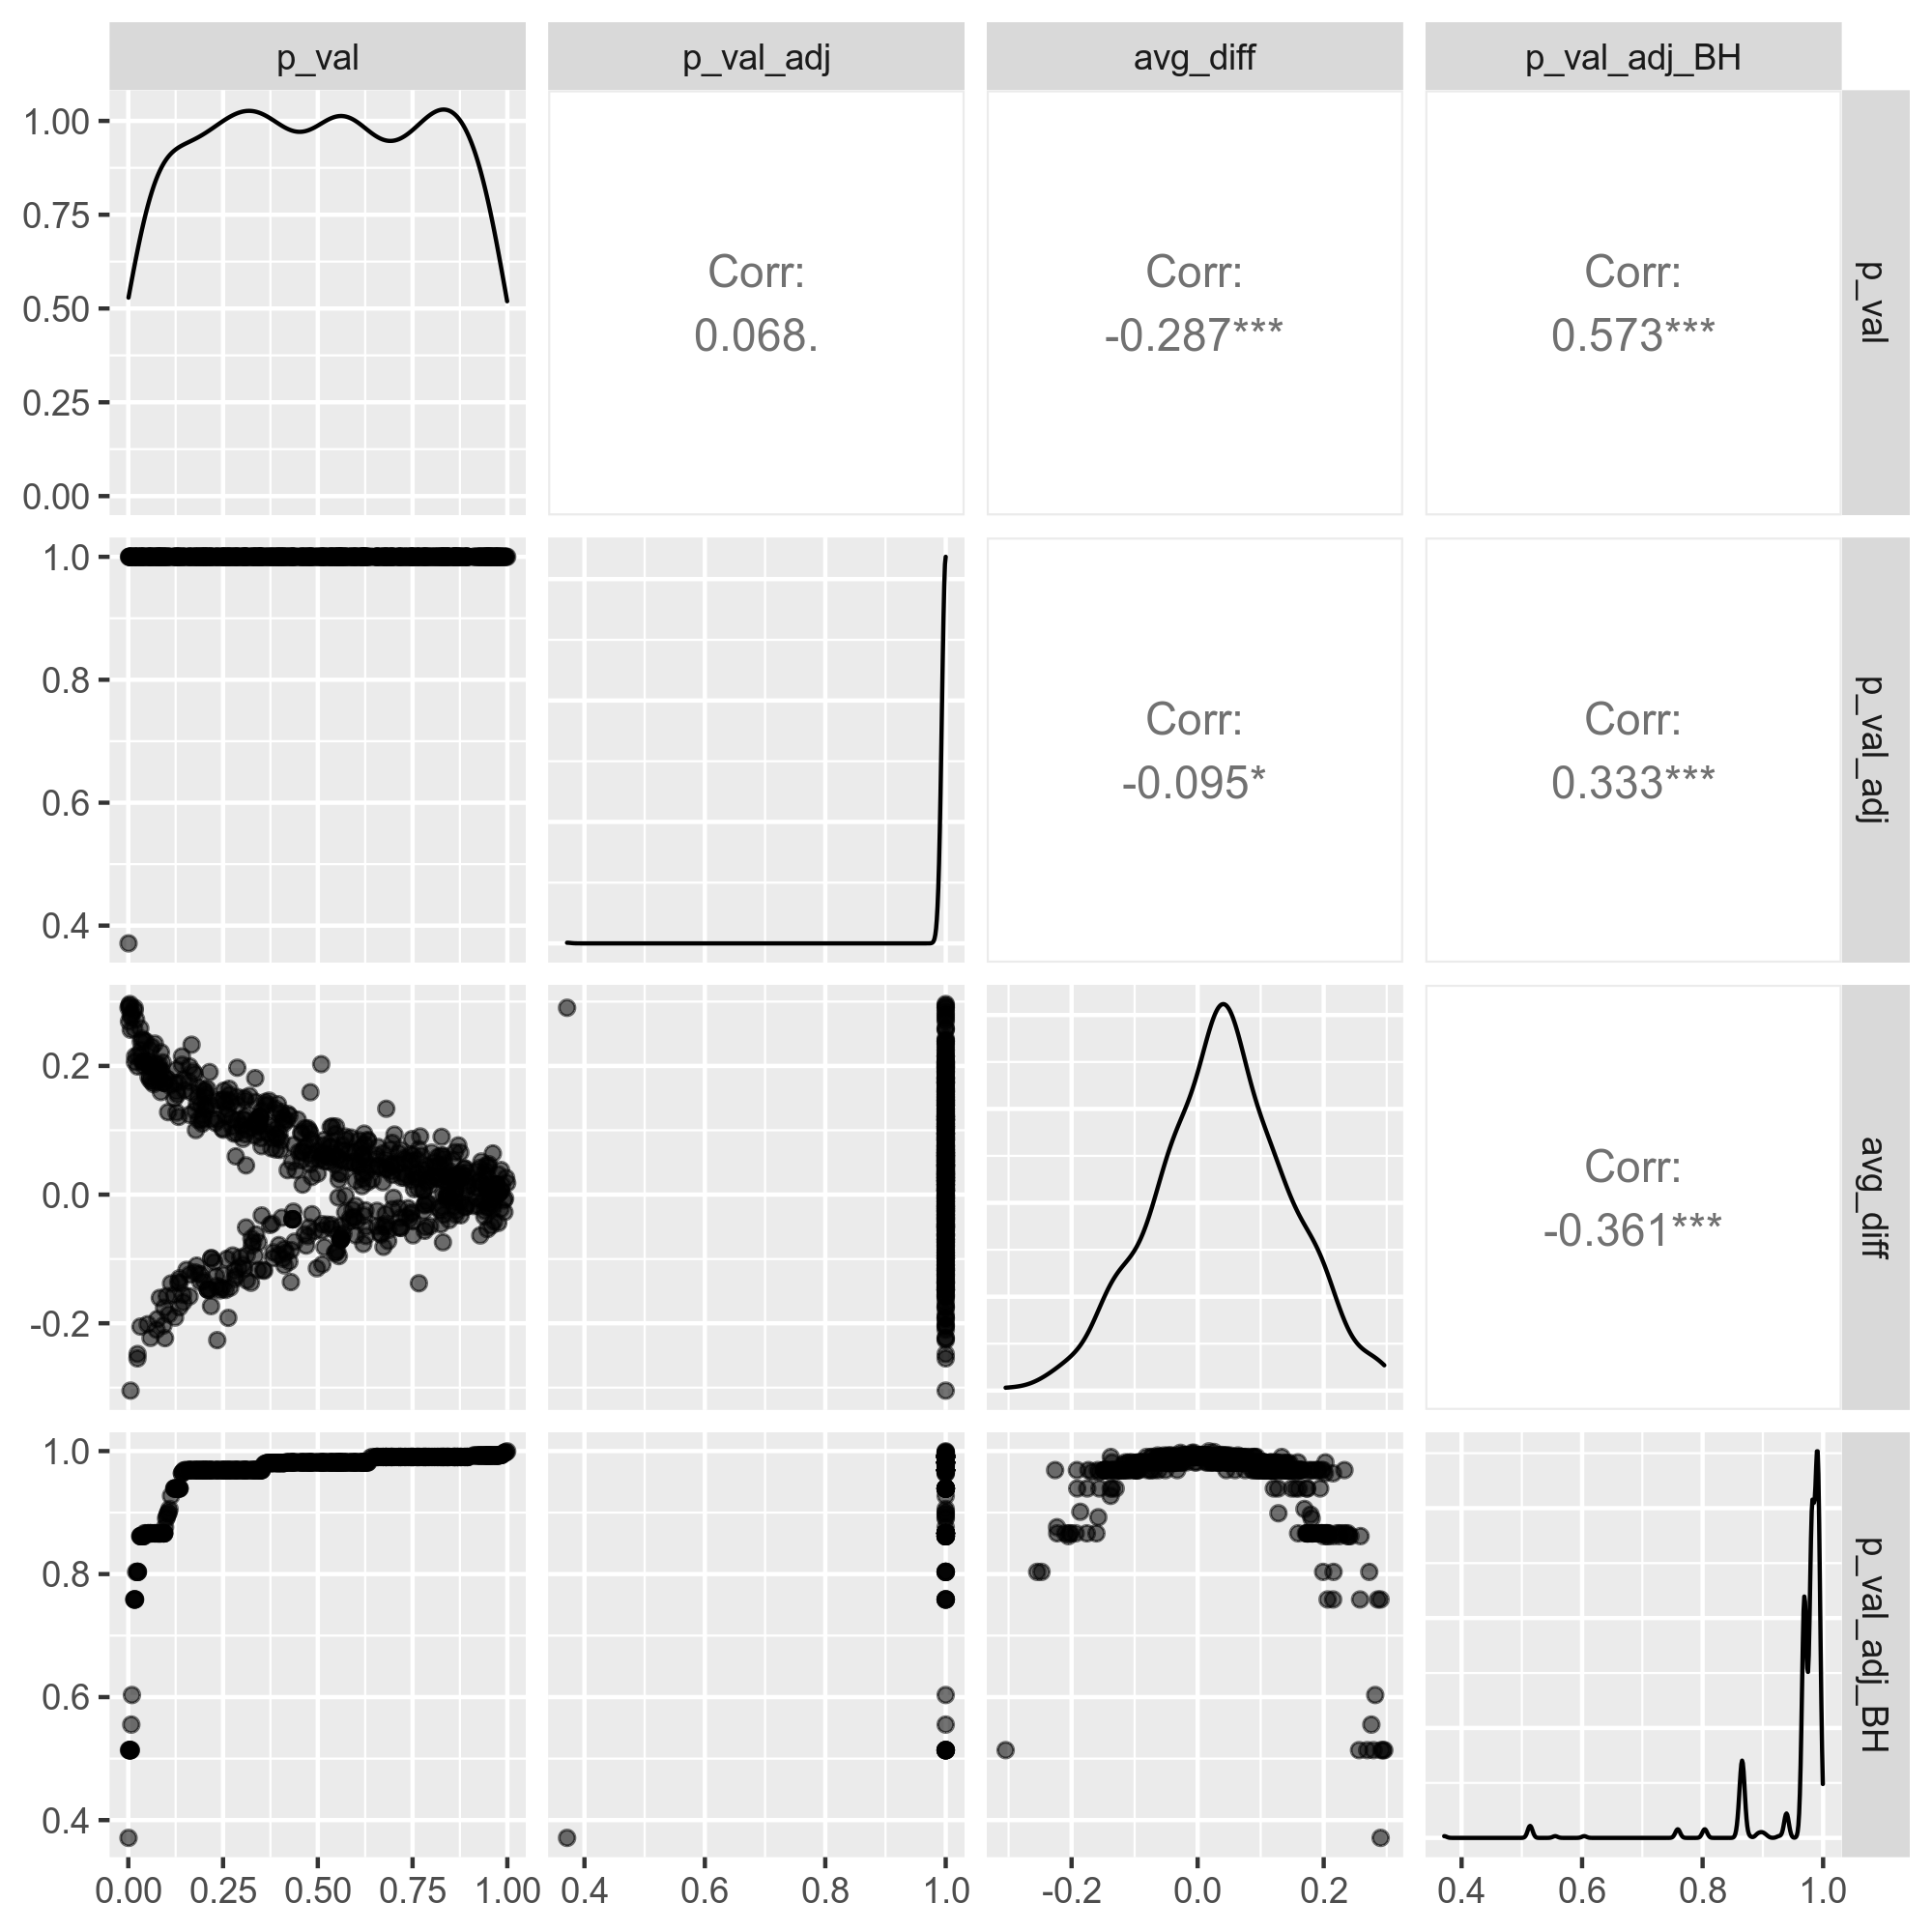 p_val p_val_adj avg_diff p_val_adj_BH
1.00
0.75
0.50
0.25
0.00
Corr:
0.068.
Corr:
-0.287***
Corr:
0.573***
p_val
1.0
0.8
0.6
0.4
Corr:
-0.095*
Corr:
0.333***
p_val_adj
0.2
0.0
-0.2
Corr:
-0.361***
avg_diff
1.0
0.8
0.6
0.4
p_val_adj_BH
0.00 0.25 0.50 0.75 1.00 0.4 0.6 0.8 1.0 -0.2 0.0 0.2 0.4 0.6 0.8 1.0